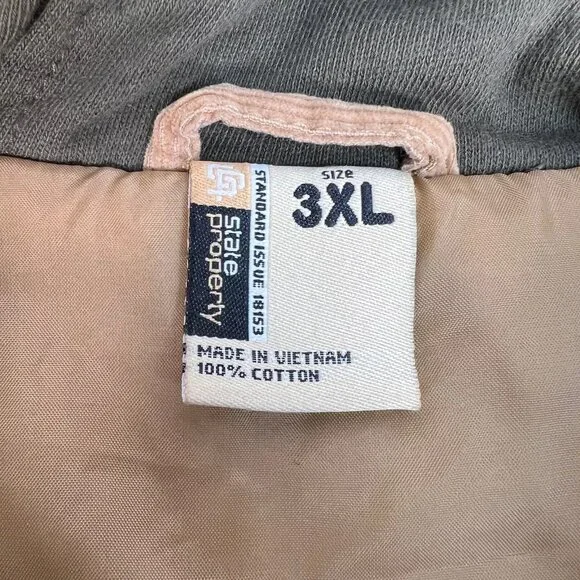 state
property
STANDARD ISSUE 18153
SIZE
3XL
MADE IN VIETNAM
100% COTTON